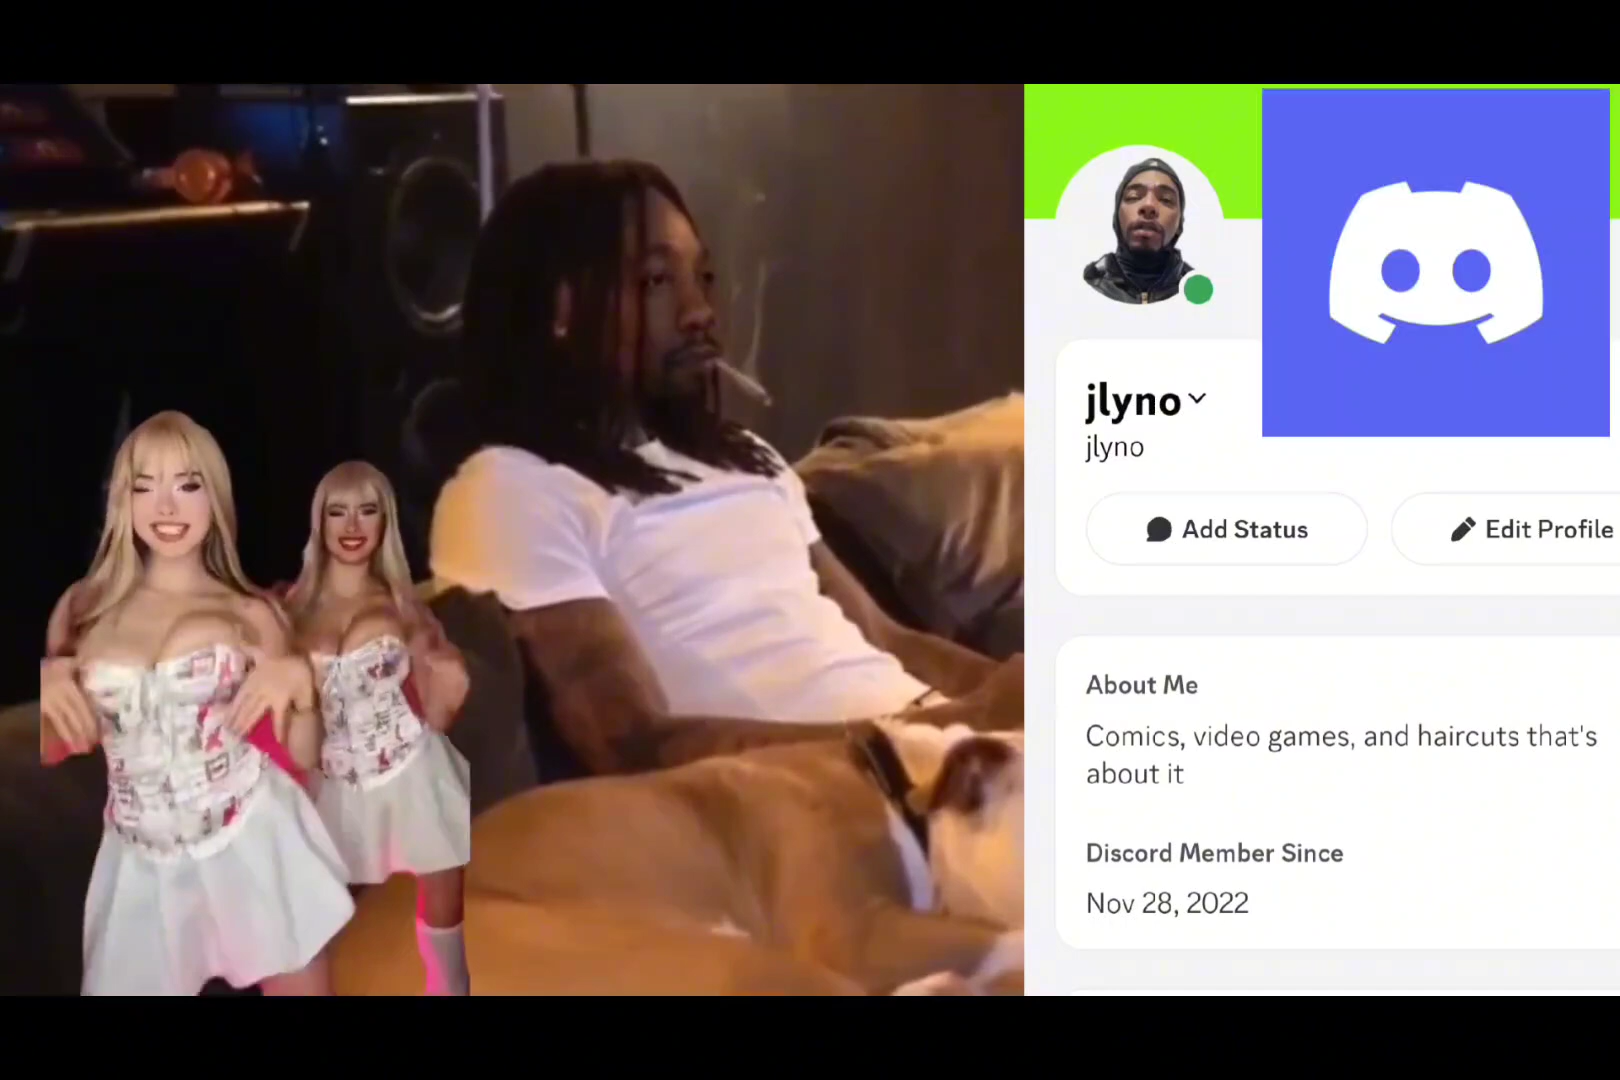 jlyno
jlyno
Add Status
Edit Profile
About Me
Comics, video games, and haircuts that's
about it
Discord Member Since
Nov 28, 2022